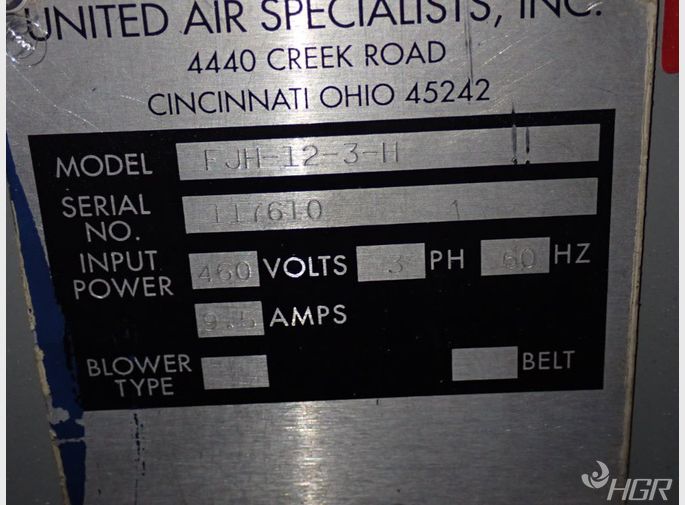 UNITED AIR SPECIALISTS, INC.
4440 CREEK ROAD
CINCINNATI OHIO 45242
MODEL FJH-12-3-H
SERIAL NO. 117610 1
INPUT POWER 460 VOLTS 3 PH 60 HZ
AMPS
BLOWER TYPE BELT
HGR